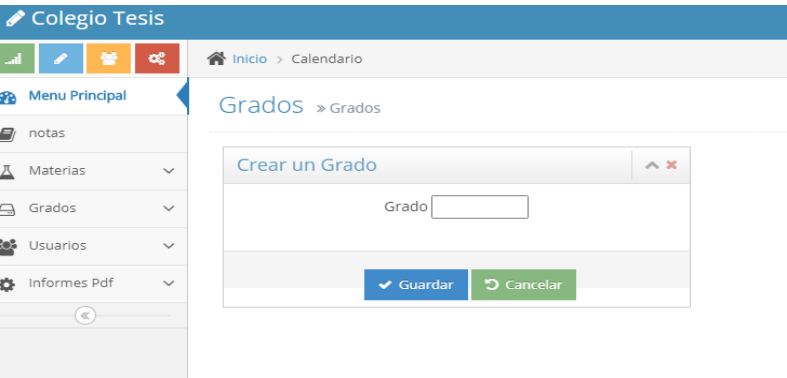 Colegio Tesis
Inicio > Calendario
Menu Principal
notas
Materias
Grados
Usuarios
Informes Pdf
Grados » Grados
Crear un Grado
Grado
Guardar Cancelar